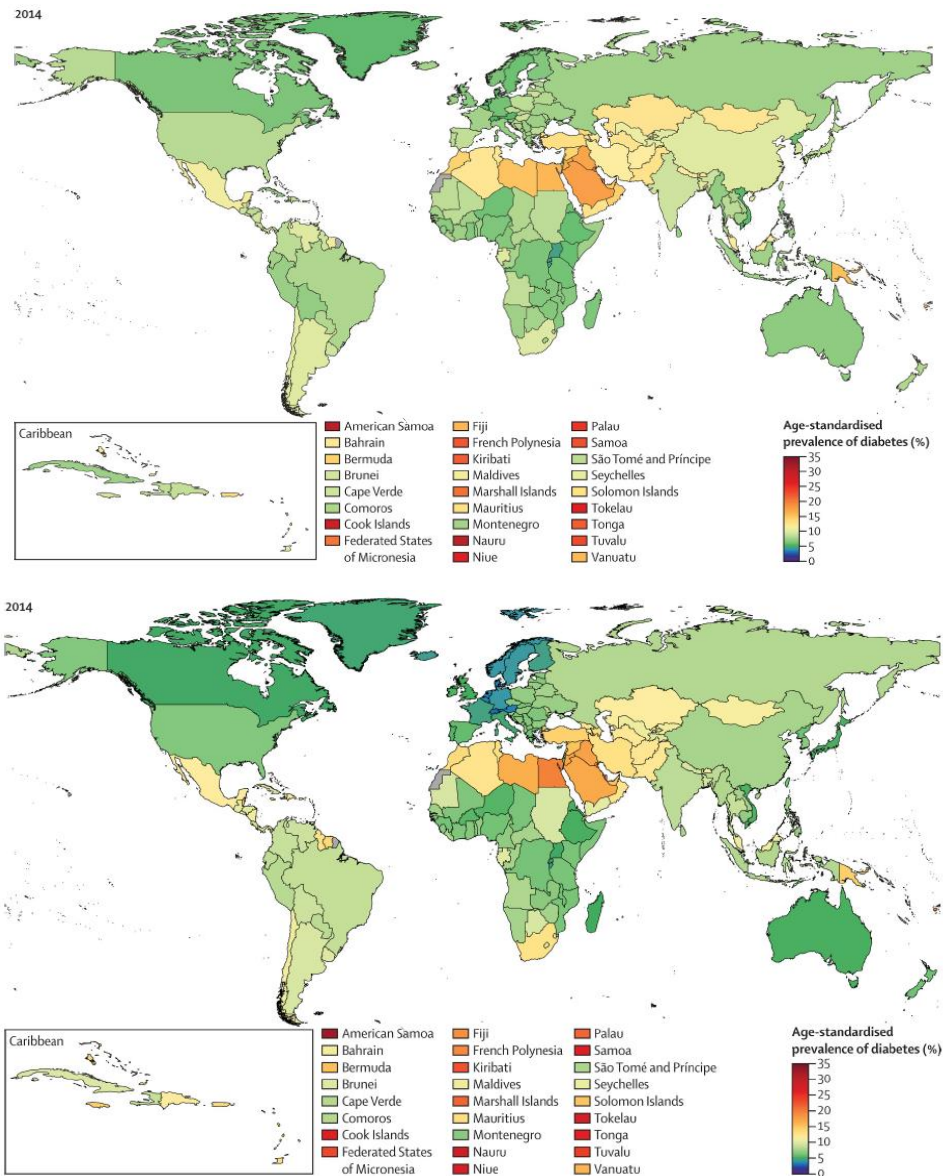 2014
Caribbean
American Samoa
Bahrain
Bermuda
Brunei
Cape Verde
Comoros
Cook Islands
Federated States
of Micronesia
Fiji
French Polynesia
Kiribati
Maldives
Marshall Islands
Mauritius
Montenegro
Nauru
Niue
Palau
Samoa
São Tomé and Príncipe
Seychelles
Solomon Islands
Tokelau
Tonga
Tuvalu
Vanuatu
Age-standardised
prevalence of diabetes (%)
35
30
25
20
15
10
5
0
2014
Caribbean
American Samoa
Bahrain
Bermuda
Brunei
Cape Verde
Comoros
Cook Islands
Federated States
of Micronesia
Fiji
French Polynesia
Kiribati
Maldives
Marshall Islands
Mauritius
Montenegro
Nauru
Niue
Palau
Samoa
São Tomé and Príncipe
Seychelles
Solomon Islands
Tokelau
Tonga
Tuvalu
Vanuatu
Age-standardised
prevalence of diabetes (%)
35
30
25
20
15
10
5
0